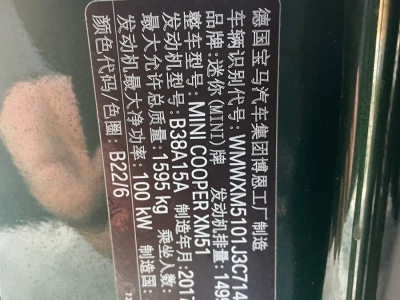 德国宝马汽车集团博恩工厂制造
车辆识别代号: WMWXM5101J3C714
品牌: 迷你(MINI)牌
整车型号: MINI COOPER XM51
发动机型号: B38A15A 发动机排量: 149
最大允许总质量: 1595 kg 制造年月: 2017
发动机最大净功率: 100 kW 乘坐人数:
颜色代码/色圈: B22/6 制造国: